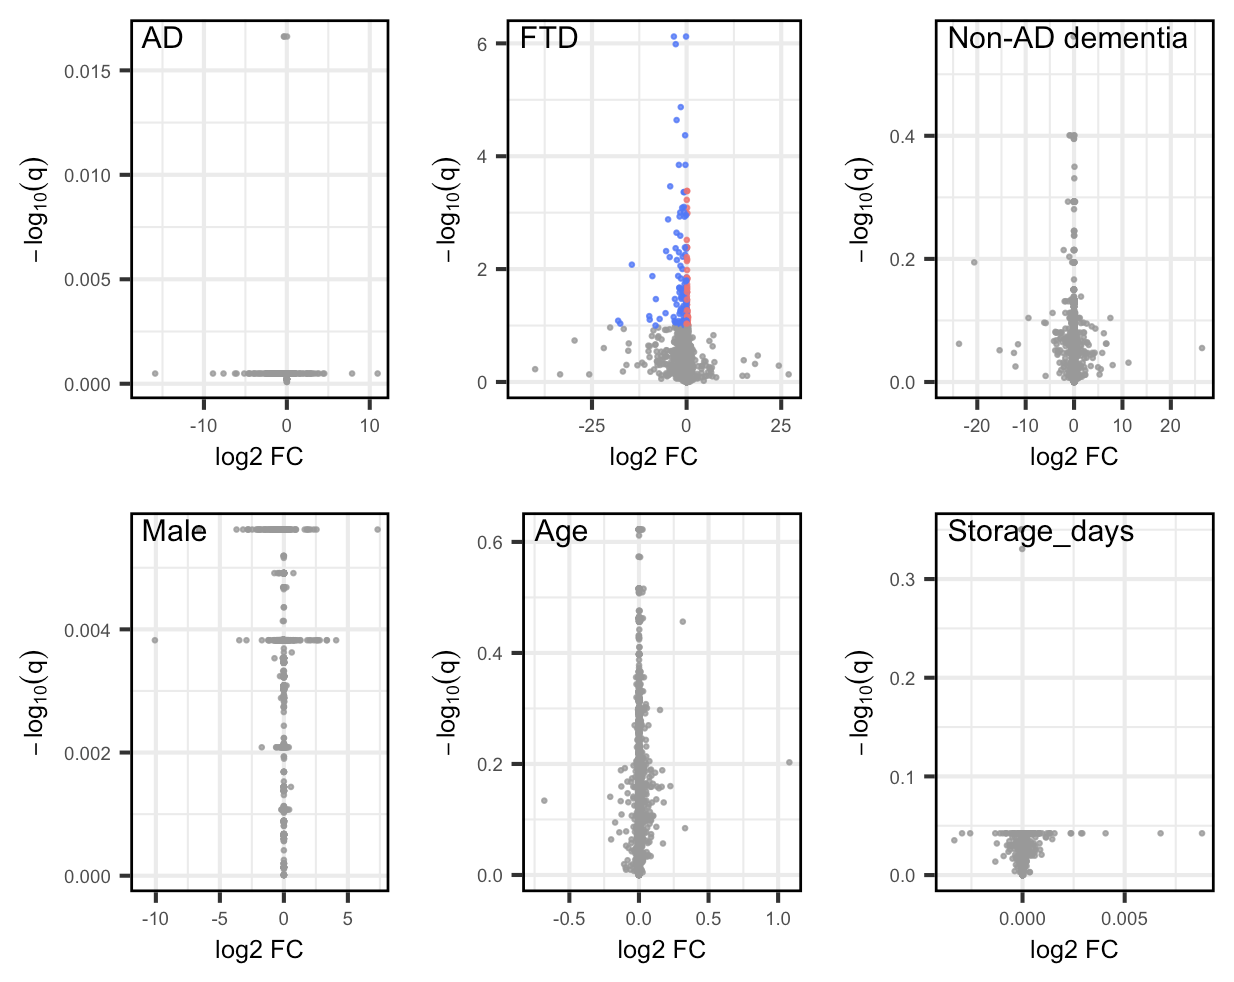 AD
0.015
0.010
0.005
0.000
−log10(q)
-10 0 10
log2 FC
FTD
6
4
2
0
−log10(q)
-25 0 25
log2 FC
Non-AD dementia
0.4
0.2
0.0
−log10(q)
-20 -10 0 10 20
log2 FC
Male
0.004
0.002
0.000
−log10(q)
-10 -5 0 5
log2 FC
Age
0.6
0.4
0.2
0.0
−log10(q)
-0.5 0.0 0.5 1.0
log2 FC
Storage_days
0.3
0.2
0.1
0.0
−log10(q)
0.000 0.005
log2 FC